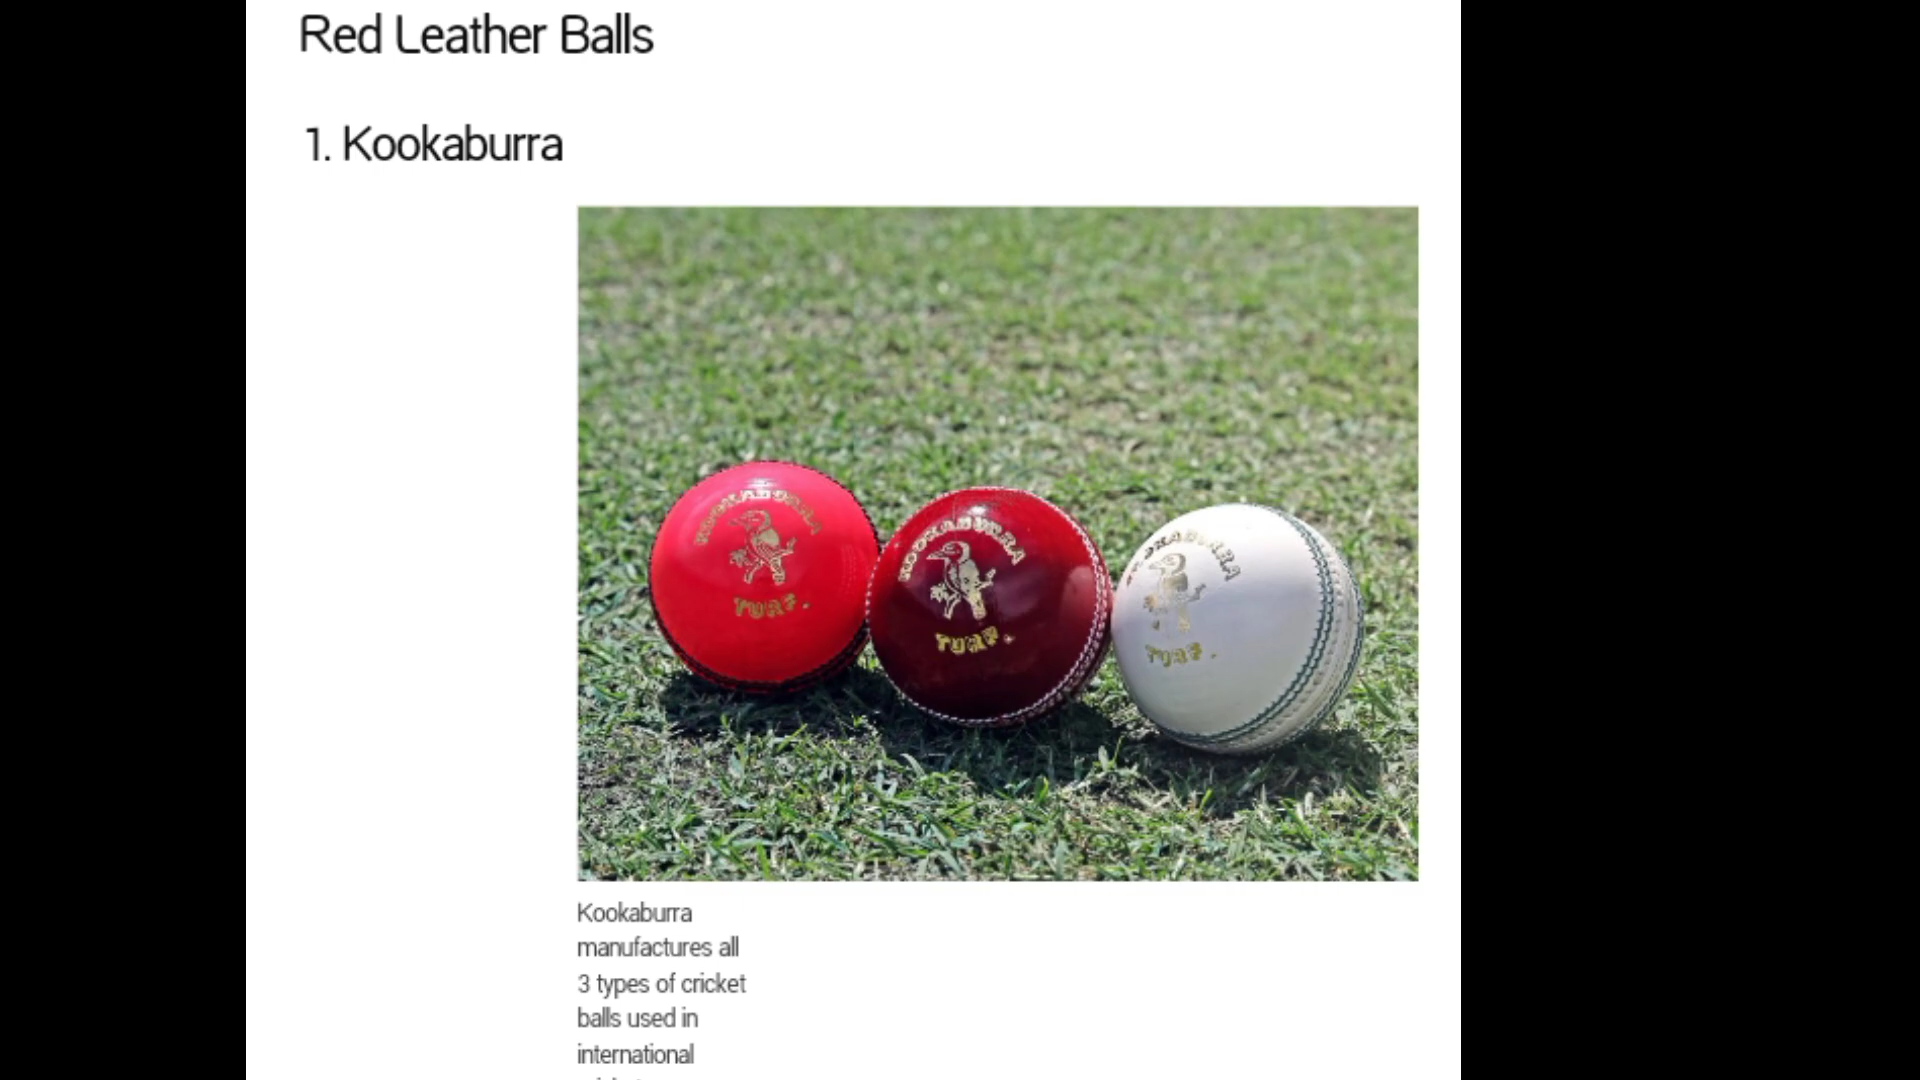 Red Leather Balls
1. Kookaburra
KOOKABURRA
TURF.
KOOKABURRA
TURF.
KOOKABURRA
TURF.
Kookaburra
manufactures all
3 types of cricket
balls used in
international